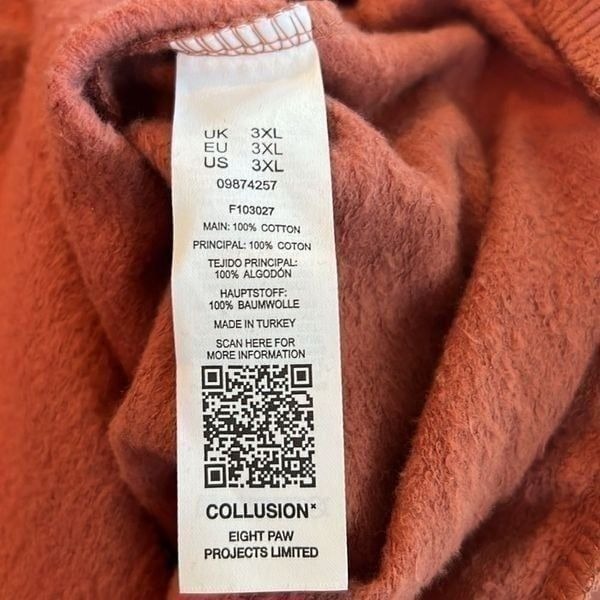 UK 3XL
EU 3XL
US 3XL
09874257
F103027
MAIN: 100% COTTON
PRINCIPAL: 100% COTON
TEJIDO PRINCIPAL:
100% ALGODÓN
HAUPTSTOFF:
100% BAUMWOLLE
MADE IN TURKEY
SCAN HERE FOR
MORE INFORMATION
COLLUSION×
EIGHT PAW
PROJECTS LIMITED